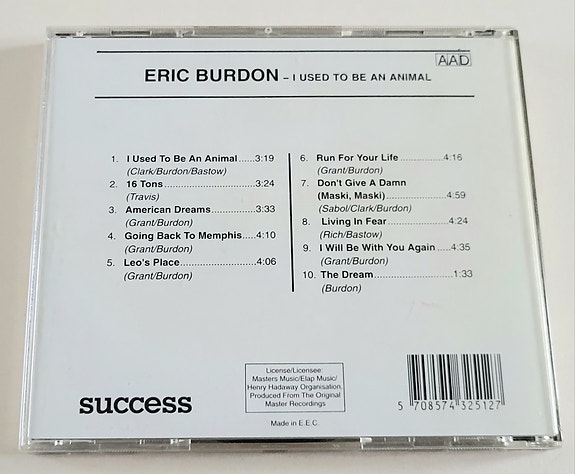 AAD
ERIC BURDON – I USED TO BE AN ANIMAL
1. I Used To Be An Animal.....3:19
(Clark/Burdon/Bastow)
2. 16 Tons.......................3:24
(Travis)
3. American Dreams...........3:33
(Grant/Burdon)
4. Going Back To Memphis....4:10
(Grant/Burdon)
5. Leo's Place...................4:06
(Grant/Burdon)
6. Run For Your Life..............4:16
(Grant/Burdon)
7. Don't Give A Damn
(Maski, Maski)...................4:59
(Sabol/Clark/Burdon)
8. Living In Fear...................4:24
(Rich/Bastow)
9. I Will Be With You Again.....4:35
(Grant/Burdon)
10. The Dream.......................1:33
(Burdon)
License/Licensee:
Masters Music/Elap Music/
Henry Hadaway Organisation.
Produced From The Original
Master Recordings
Made in E.E.C.
success
5 708574 325127